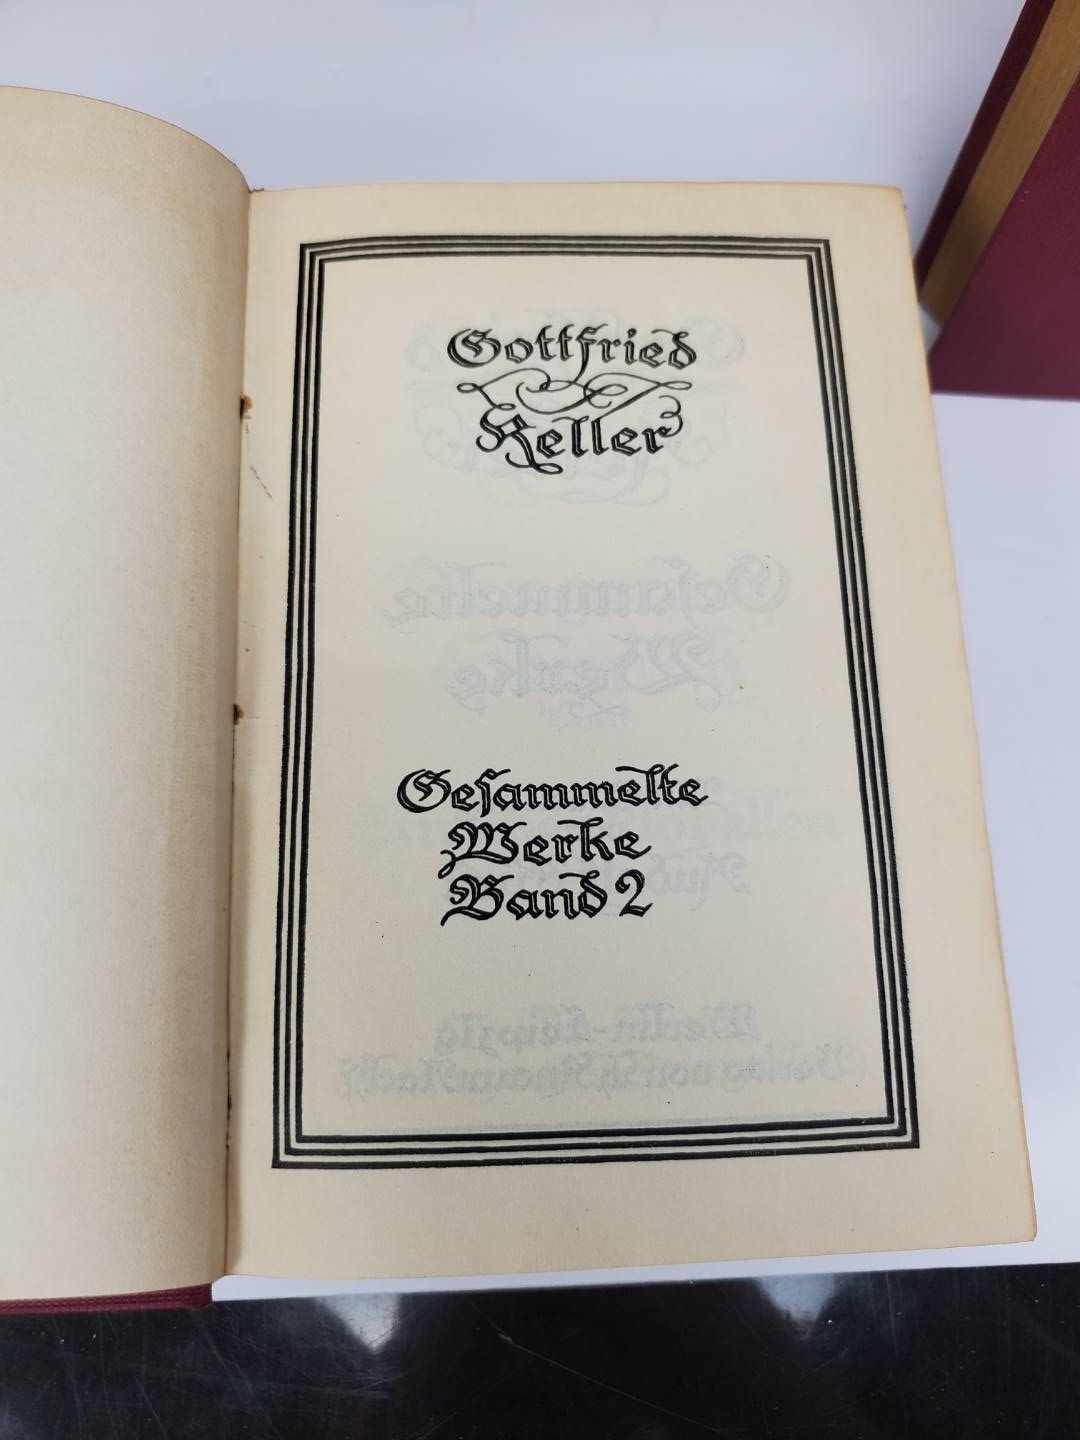 Gottfried
Keller
Gesammelte
Werke
Band 2